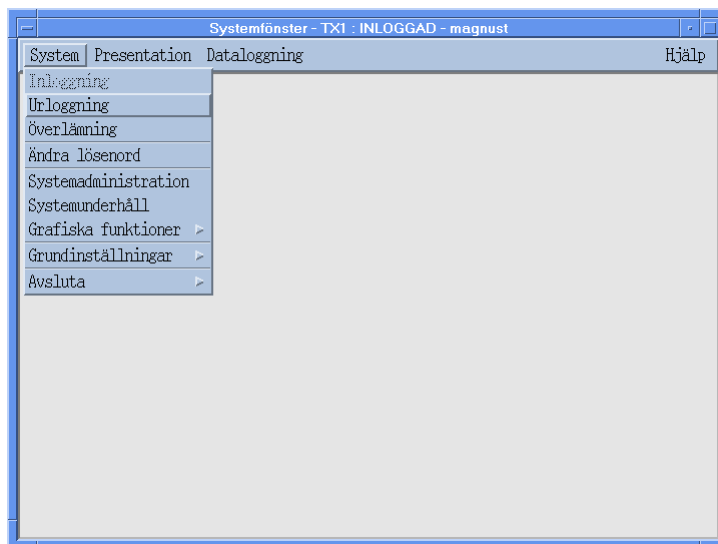 Systemfönster - TX1 : INLOGGAD - magnust
System Presentation Dataloggning Hjälp
Inloggning
Urloggning
Överlämning
Ändra lösenord
Systemadministration
Systemunderhåll
Grafiska funktioner
Grundinställningar
Avsluta